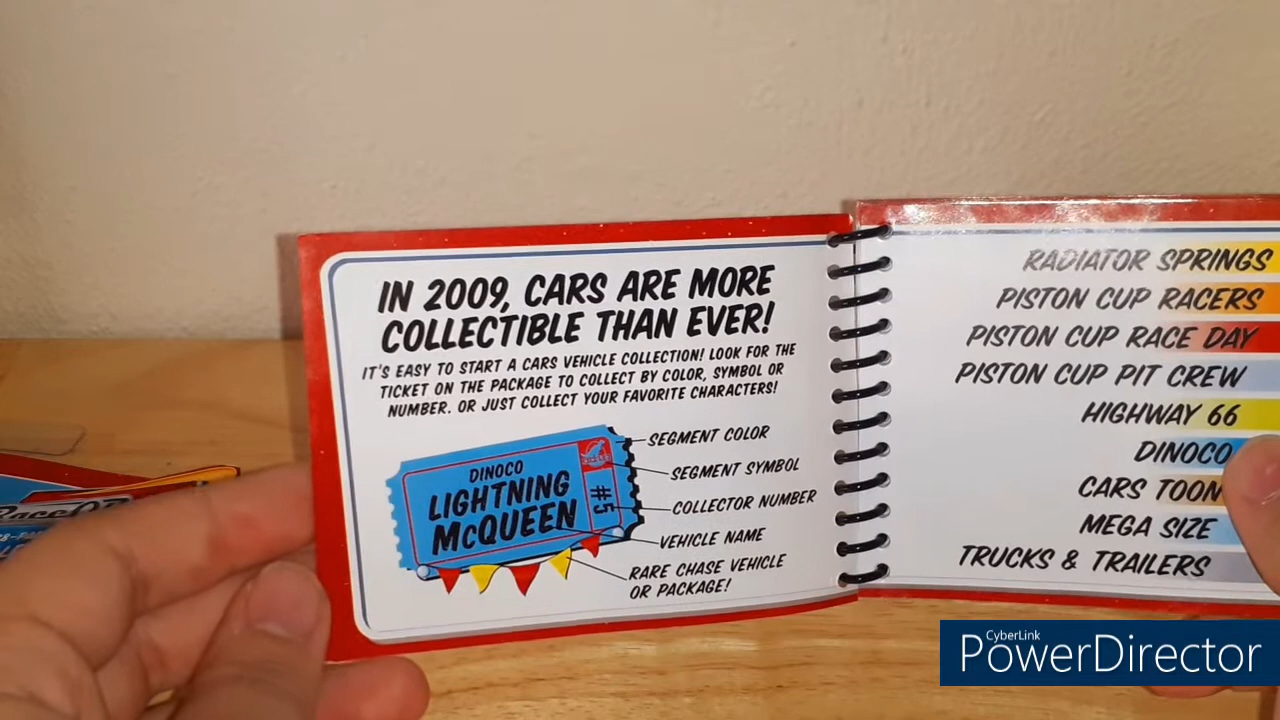 IN 2009, CARS ARE MORE
COLLECTIBLE THAN EVER!
IT'S EASY TO START A CARS VEHICLE COLLECTION! LOOK FOR THE
TICKET ON THE PACKAGE TO COLLECT BY COLOR, SYMBOL OR
NUMBER. OR JUST COLLECT YOUR FAVORITE CHARACTERS!
DINOCO
LIGHTNING
McQUEEN
#5
SEGMENT COLOR
SEGMENT SYMBOL
COLLECTOR NUMBER
VEHICLE NAME
RARE CHASE VEHICLE
OR PACKAGE!
RADIATOR SPRINGS
PISTON CUP RACERS
PISTON CUP RACE DAY
PISTON CUP PIT CREW
HIGHWAY 66
DINOCO
CARS TOON
MEGA SIZE
TRUCKS & TRAILERS
CyberLink
PowerDirector